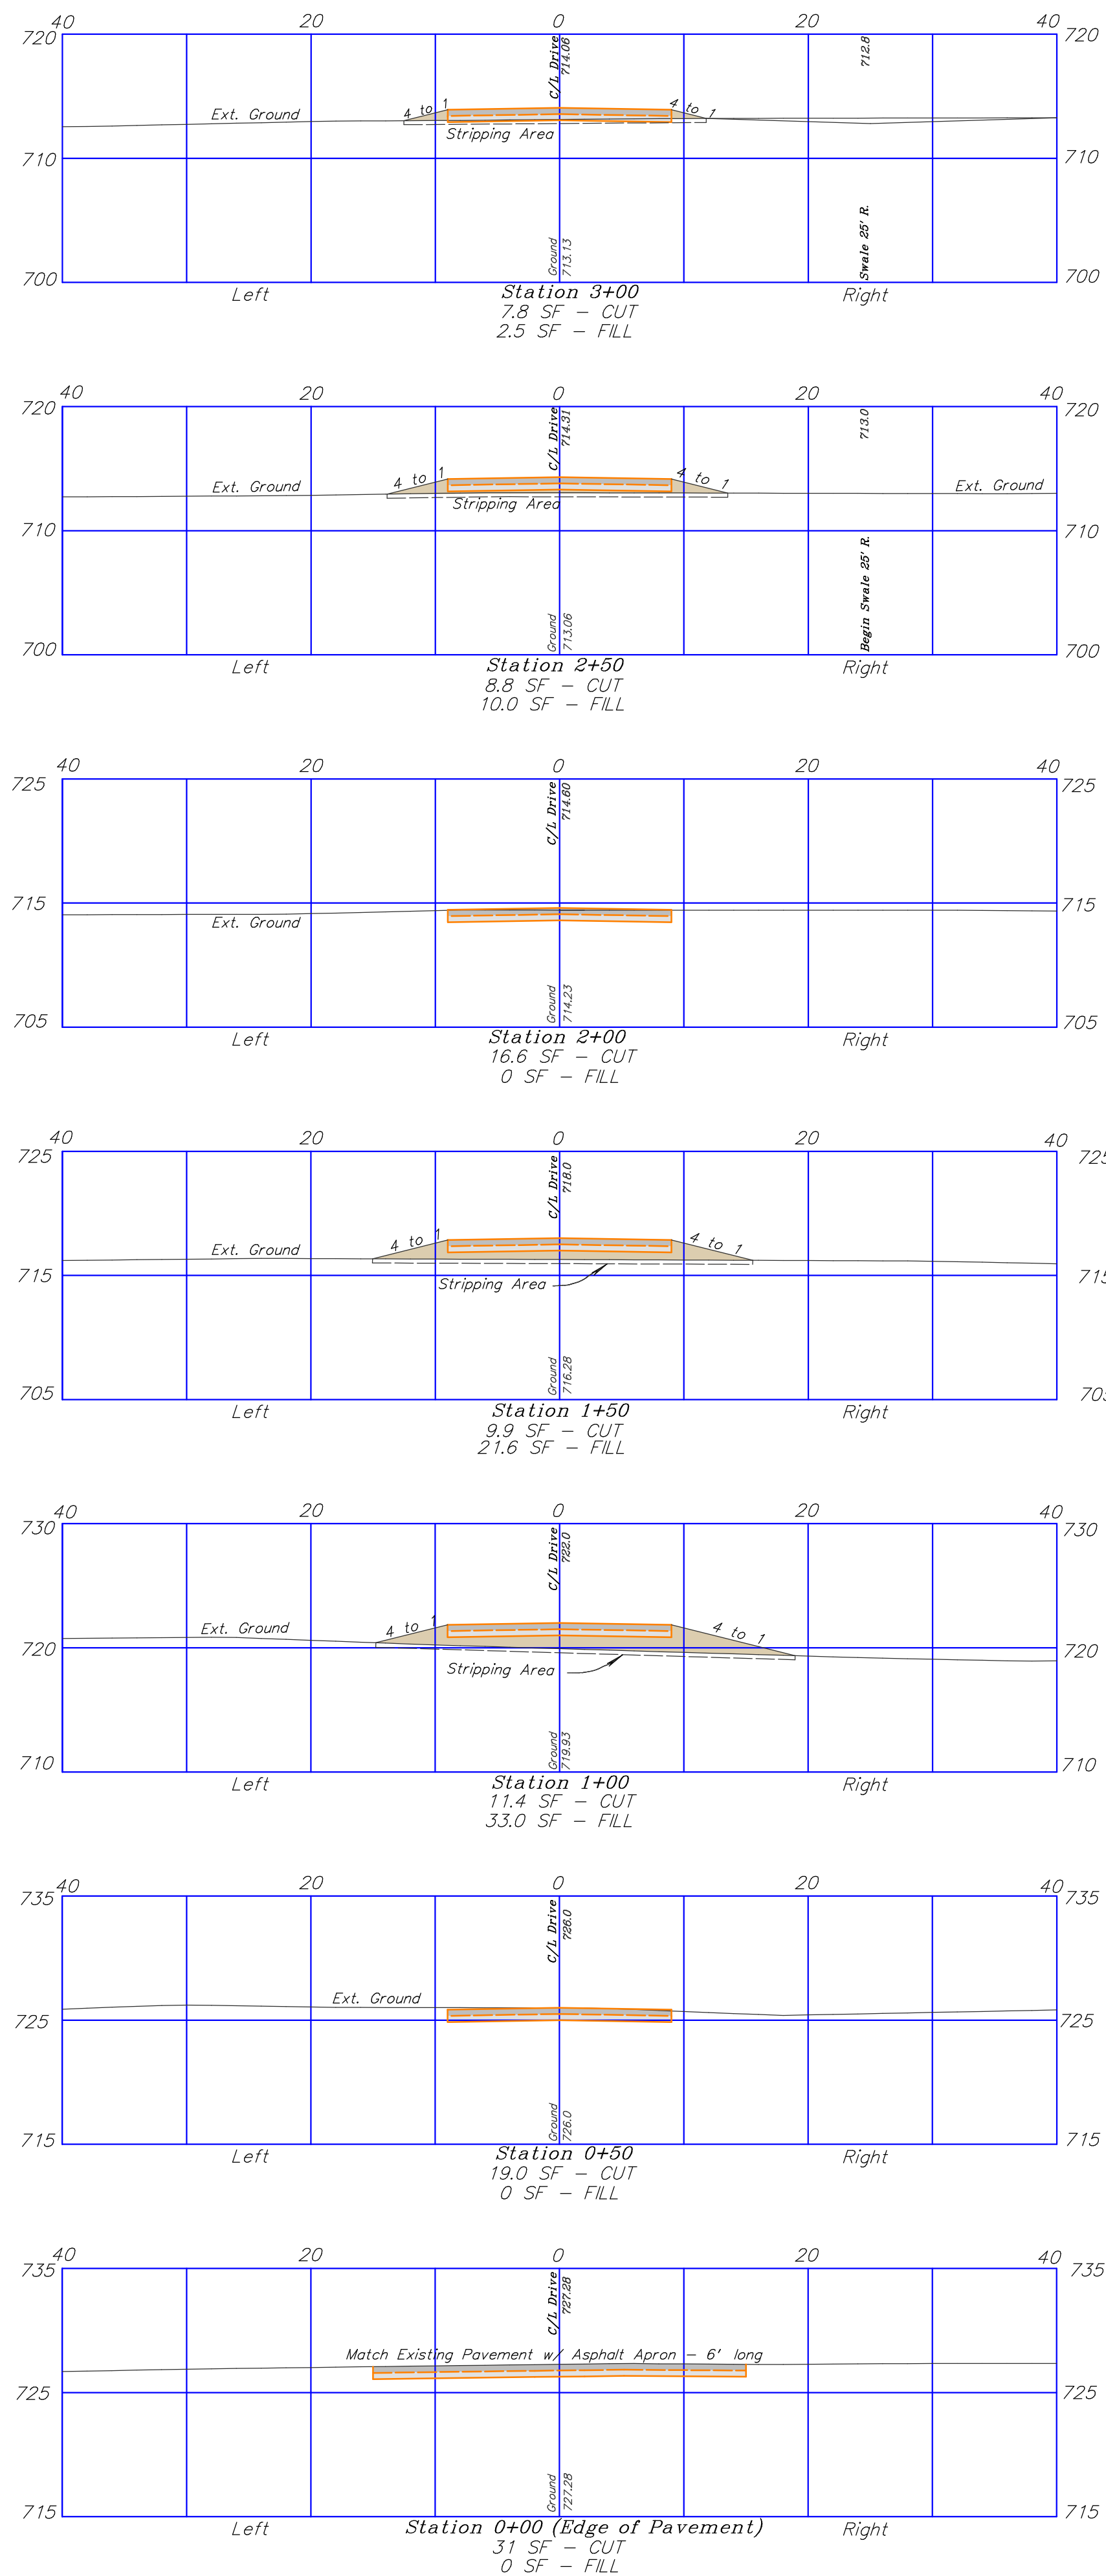 40 20 0 20 40
720 720
C/L Drive
714.06
712.8
4 to 1 4 to 1
Ext. Ground
Stripping Area
710 710
Ground
713.13
Swale 25' R.
700 700
Left Station 3+00 Right
7.8 SF - CUT
2.5 SF - FILL
40 20 0 20 40
720 720
C/L Drive
714.31
713.0
4 to 1 4 to 1
Ext. Ground Ext. Ground
Stripping Area
710 710
Ground
713.06
Begin Swale 25' R.
700 700
Left Station 2+50 Right
8.8 SF - CUT
10.0 SF - FILL
40 20 0 20 40
725 725
C/L Drive
714.60
715 715
Ext. Ground
Ground
714.23
705 705
Left Station 2+00 Right
16.6 SF - CUT
0 SF - FILL
40 20 0 20 40
725 725
C/L Drive
718.0
4 to 1 4 to 1
Ext. Ground
715 715
Stripping Area
Ground
716.28
705 705
Left Station 1+50 Right
9.9 SF - CUT
21.6 SF - FILL
40 20 0 20 40
730 730
C/L Drive
722.0
4 to 1 4 to 1
Ext. Ground
720 720
Stripping Area
Ground
719.93
710 710
Left Station 1+00 Right
11.4 SF - CUT
33.0 SF - FILL
40 20 0 20 40
735 735
C/L Drive
726.0
Ext. Ground
725 725
Ground
726.0
715 715
Left Station 0+50 Right
19.0 SF - CUT
0 SF - FILL
40 20 0 20 40
735 735
C/L Drive
727.28
Match Existing Pavement w/ Asphalt Apron - 6' long
725 725
Ground
727.28
715 715
Left Station 0+00 (Edge of Pavement) Right
31 SF - CUT
0 SF - FILL